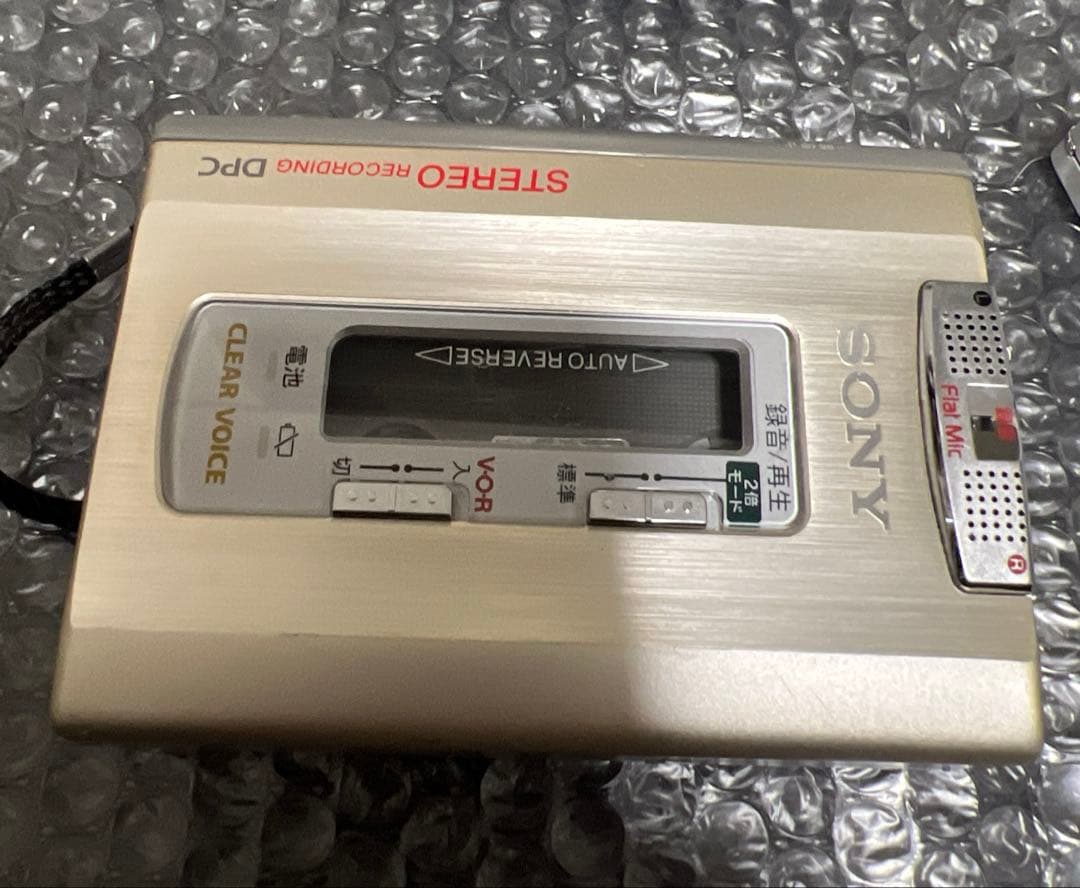 STEREO RECORDING DPC
L
Flat Mic
R
SONY
録音/再生
2倍
モード
標準
◁AUTO REVERSE▷
V・O・R
入
切
電池
CLEAR VOICE